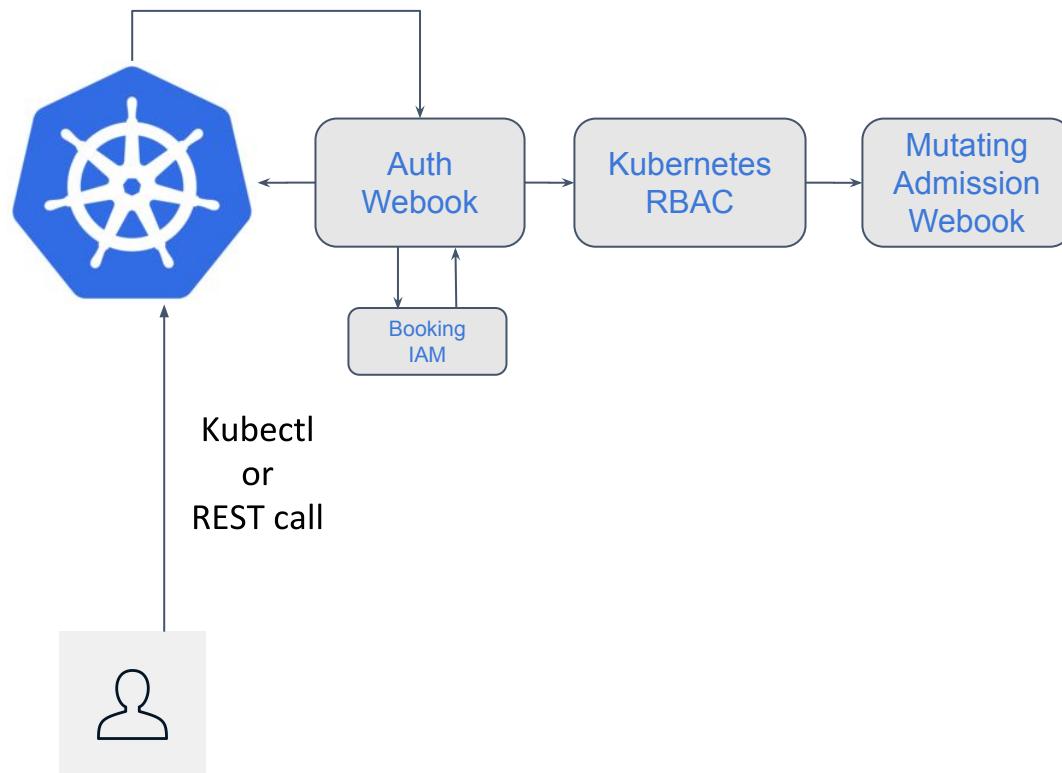 Auth
Webook
Kubernetes
RBAC
Mutating
Admission
Webook
Booking
IAM
Kubectl
or
REST call